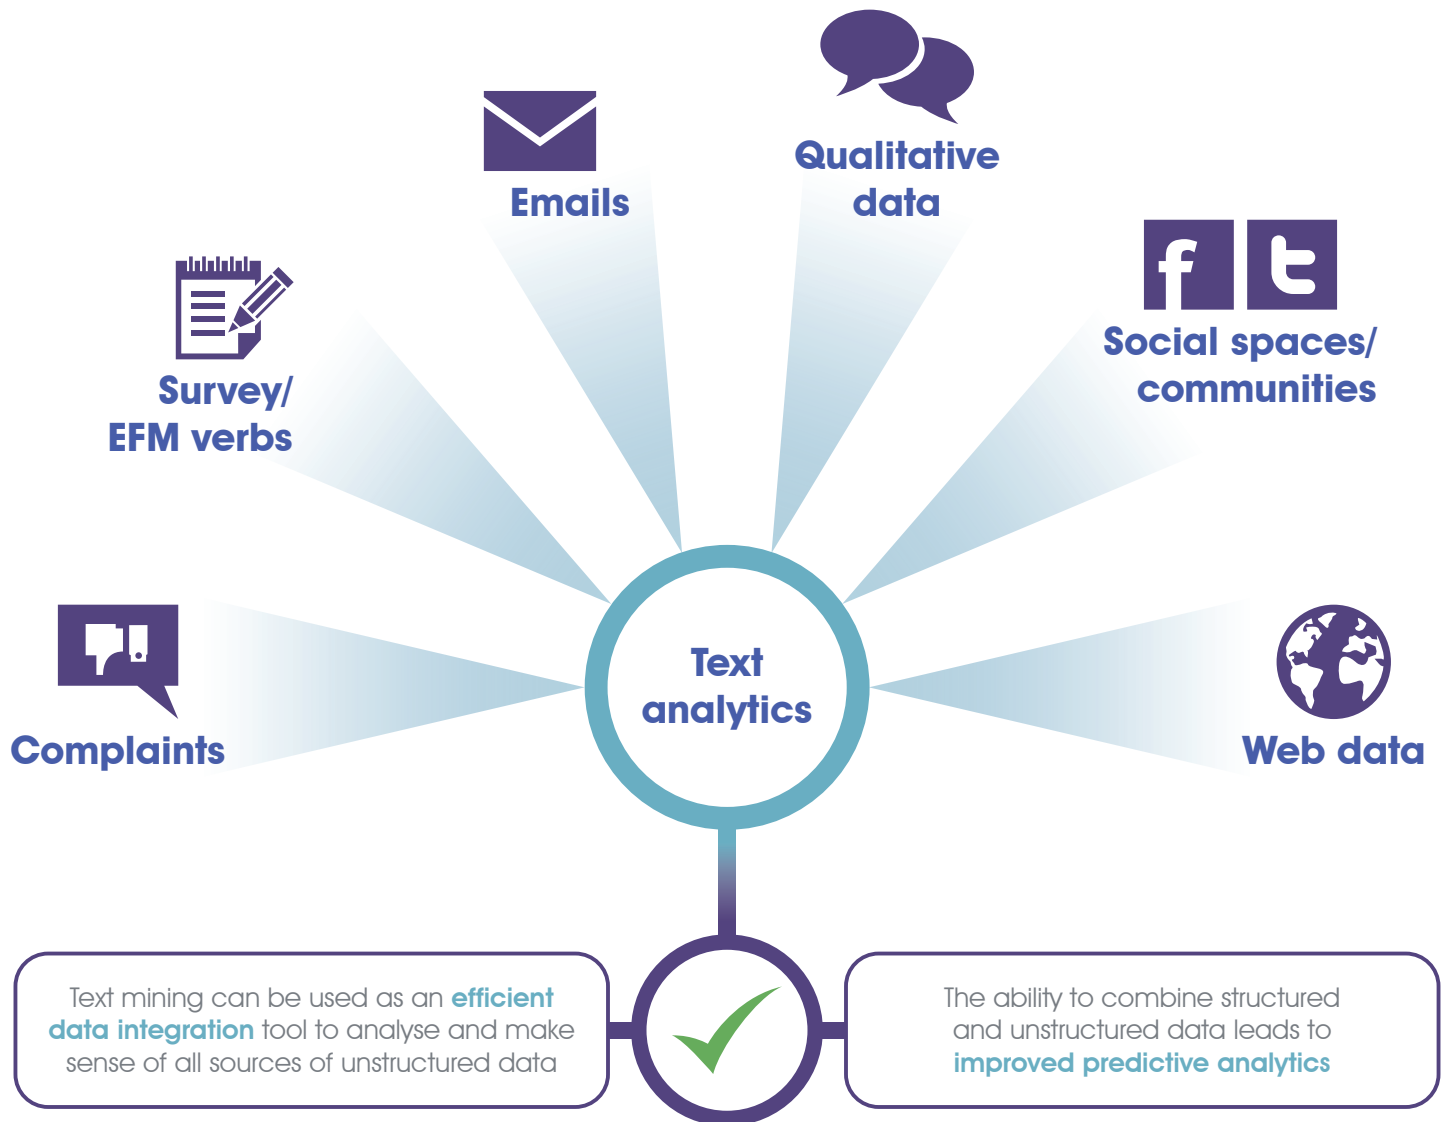 Qualitative
data
Emails
Social spaces/
communities
Survey/
EFM verbs
Text
analytics
Complaints
Web data
Text mining can be used as an efficient
data integration tool to analyse and make
sense of all sources of unstructured data
The ability to combine structured
and unstructured data leads to
improved predictive analytics